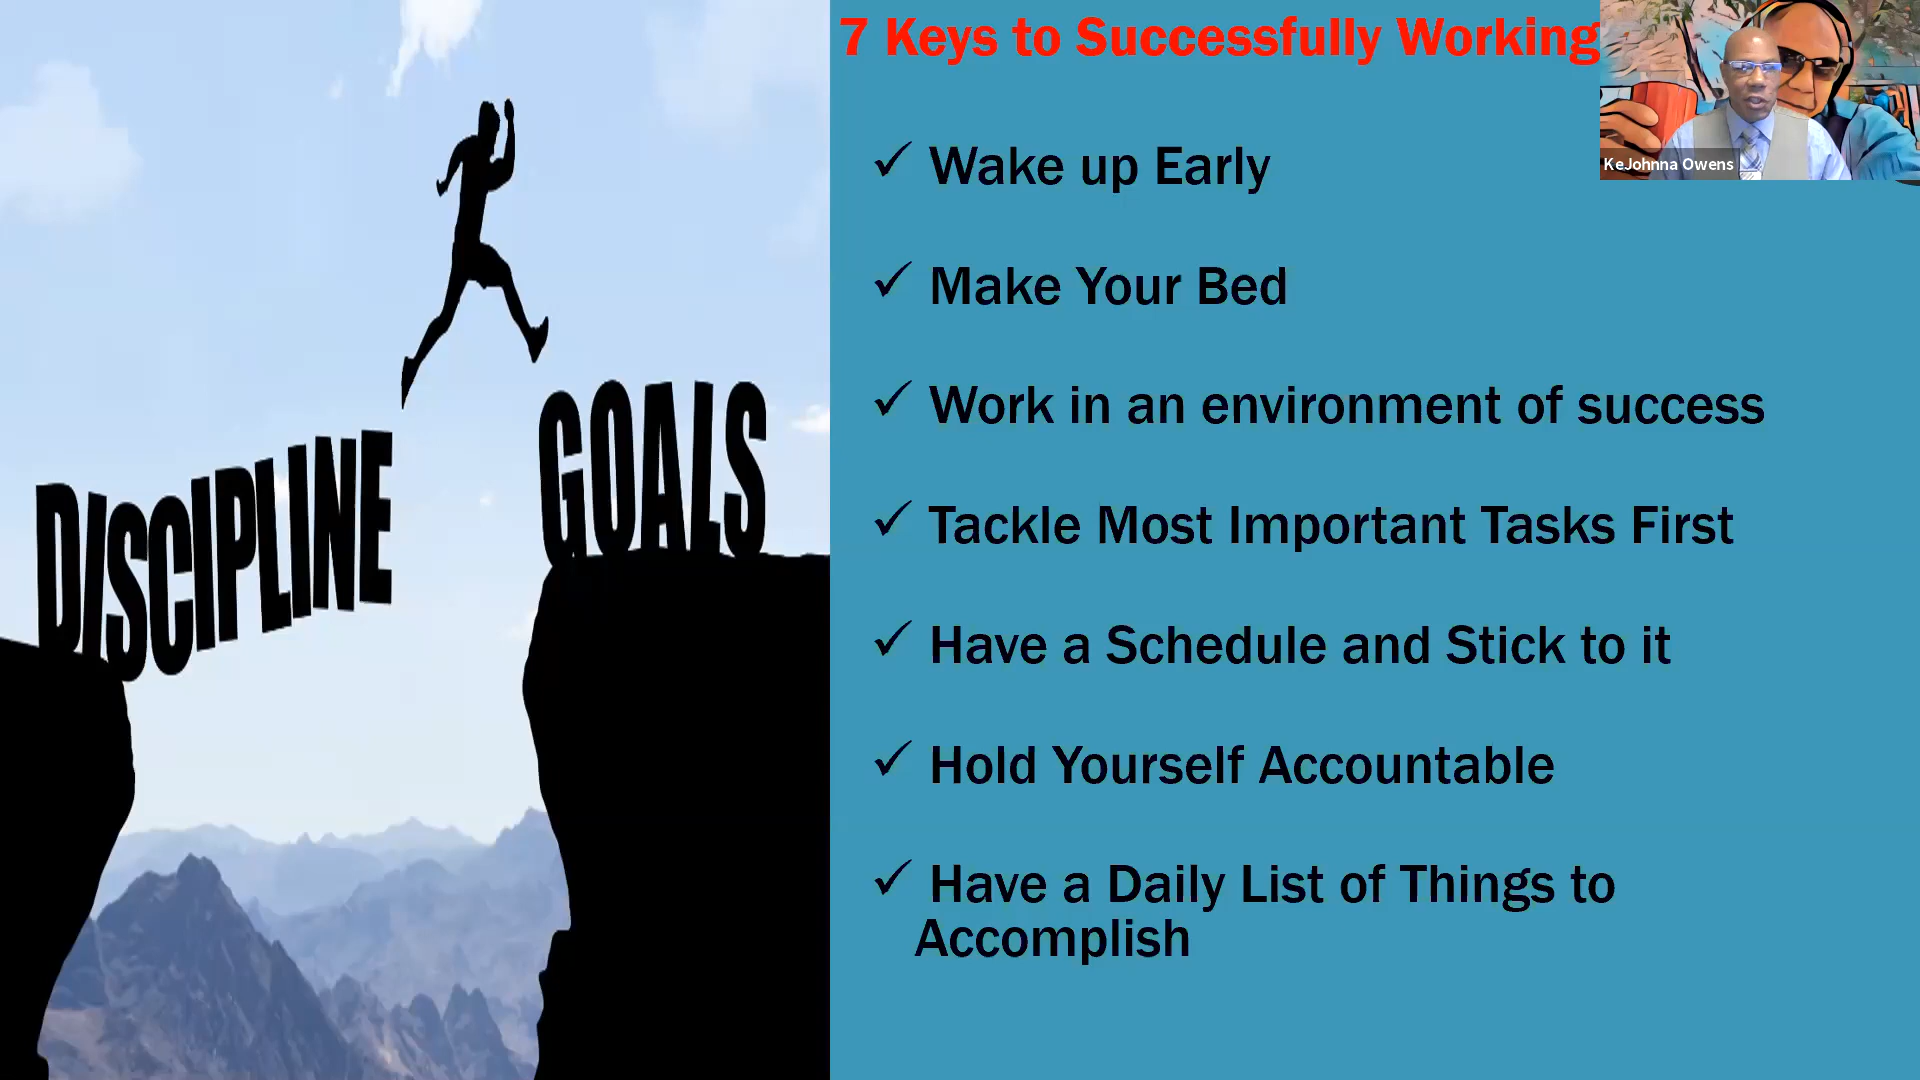 7 Keys to Successfully Working
KeJohnna Owens
✓ Wake up Early
✓ Make Your Bed
✓ Work in an environment of success
✓ Tackle Most Important Tasks First
✓ Have a Schedule and Stick to it
✓ Hold Yourself Accountable
✓ Have a Daily List of Things to
Accomplish
DISCIPLINE
GOALS